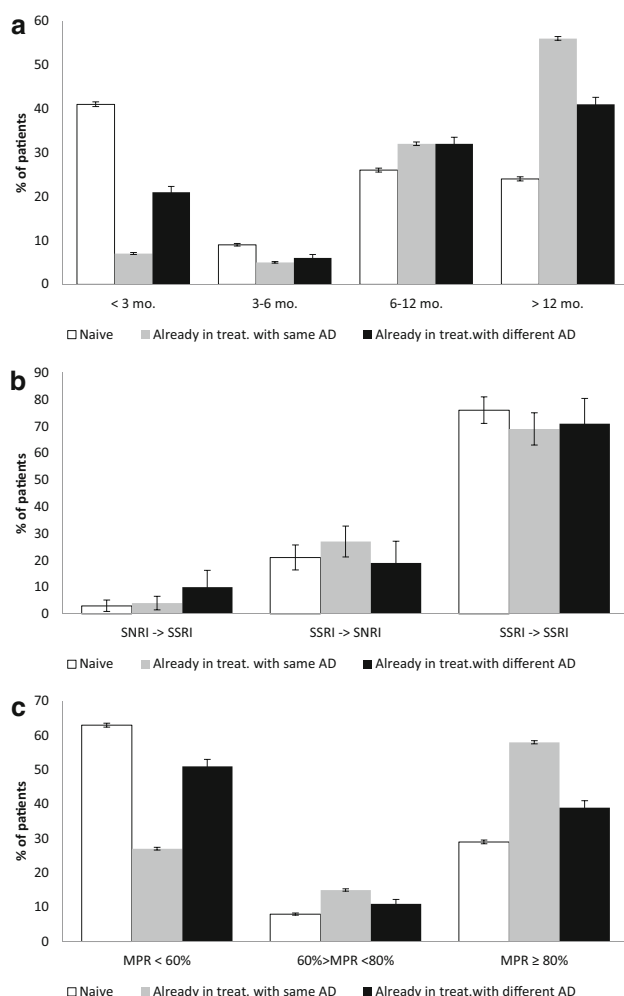 a
60
50
40
30
20
10
0
% of patients
< 3 mo. 3-6 mo. 6-12 mo. > 12 mo.
Naive Already in treat. with same AD Already in treat.with different AD
b
90
80
70
60
50
40
30
20
10
0
% of patients
SNRI -> SSRI SSRI -> SNRI SSRI -> SSRI
Naive Already in treat. with same AD Already in treat.with different AD
c
70
60
50
40
30
20
10
0
% of patients
MPR < 60% 60%>MPR <80% MPR ≥ 80%
Naive Already in treat. with same AD Already in treat.with different AD